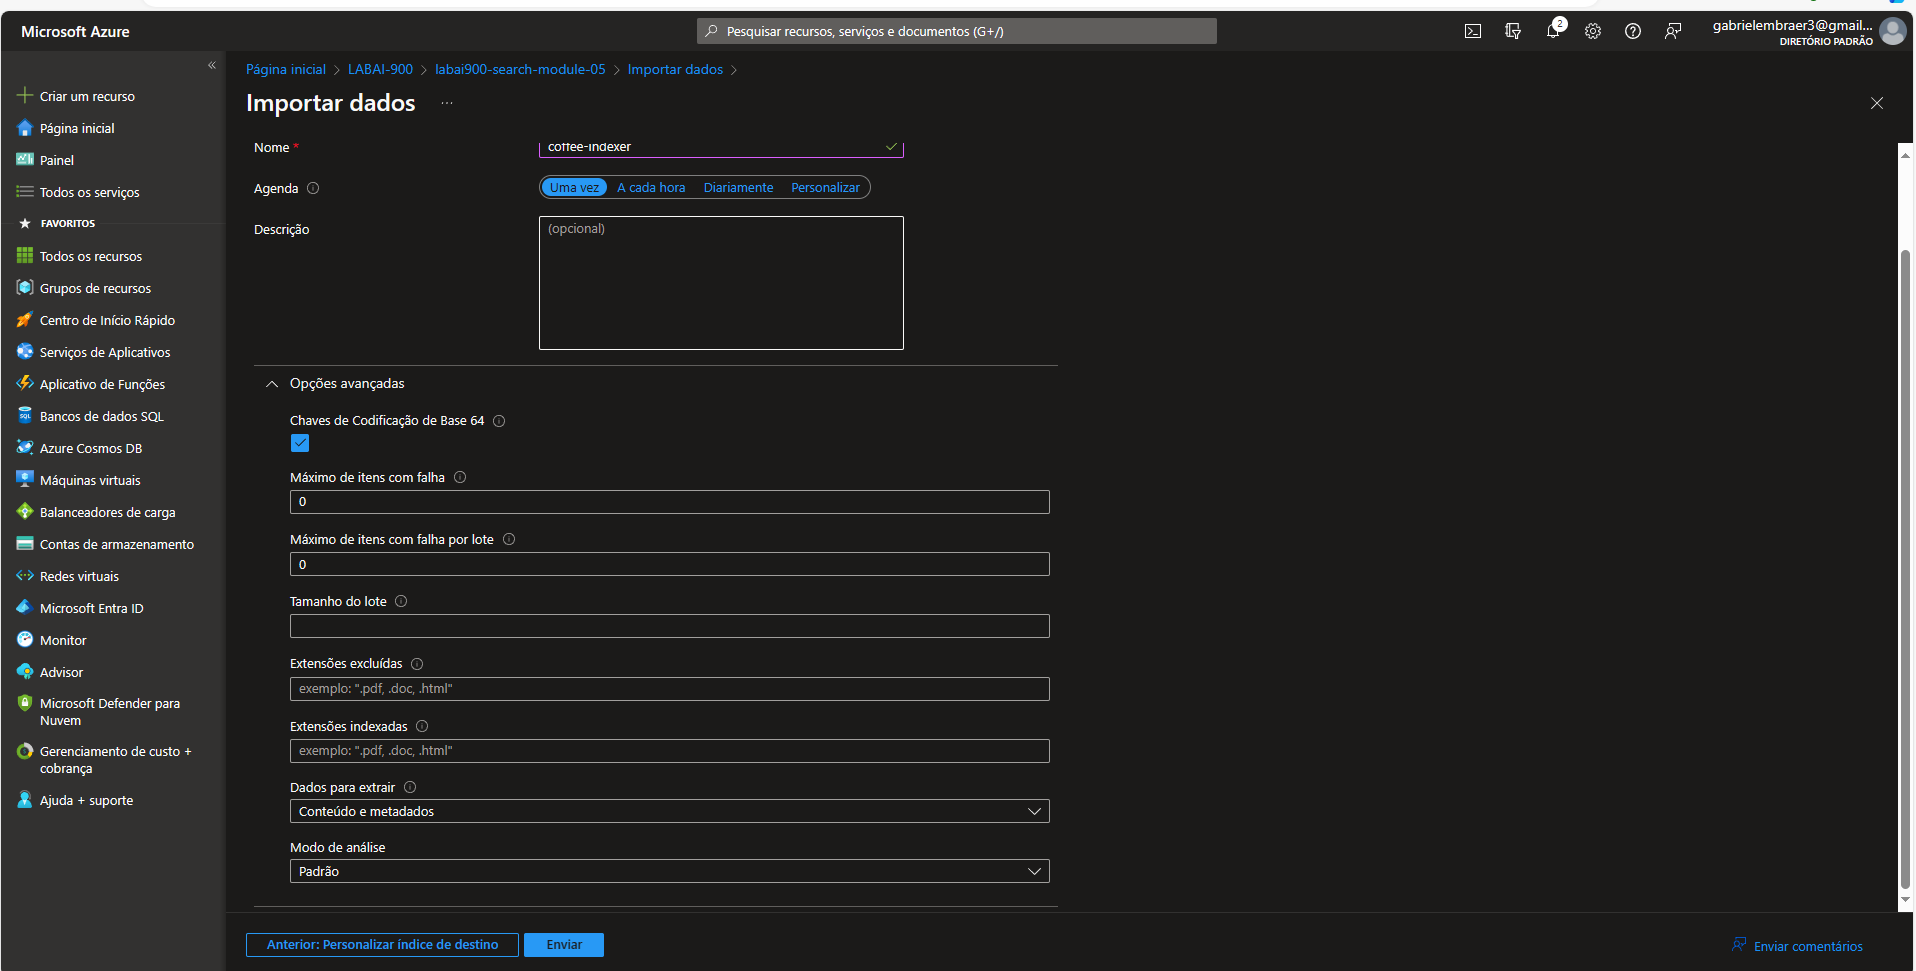 Microsoft Azure
Pesquisar recursos, serviços e documentos (G+/)
2
gabrielembraer3@gmail...
DIRETÓRIO PADRÃO
«
Criar um recurso
Página inicial
Painel
Todos os serviços
FAVORITOS
Todos os recursos
Grupos de recursos
Centro de Início Rápido
Serviços de Aplicativos
Aplicativo de Funções
Bancos de dados SQL
Azure Cosmos DB
Máquinas virtuais
Balanceadores de carga
Contas de armazenamento
Redes virtuais
Microsoft Entra ID
Monitor
Advisor
Microsoft Defender para
Nuvem
Gerenciamento de custo +
cobrança
Ajuda + suporte
Página inicial > LABAI-900 > labai900-search-module-05 > Importar dados >
Importar dados ...
Nome *
coffee-indexer
Agenda
Uma vez A cada hora Diariamente Personalizar
Descrição
(opcional)
Opções avançadas
Chaves de Codificação de Base 64
Máximo de itens com falha
0
Máximo de itens com falha por lote
0
Tamanho do lote
Extensões excluídas
exemplo: ".pdf, .doc, .html"
Extensões indexadas
exemplo: ".pdf, .doc, .html"
Dados para extrair
Conteúdo e metadados
Modo de análise
Padrão
Anterior: Personalizar índice de destino
Enviar
Enviar comentários